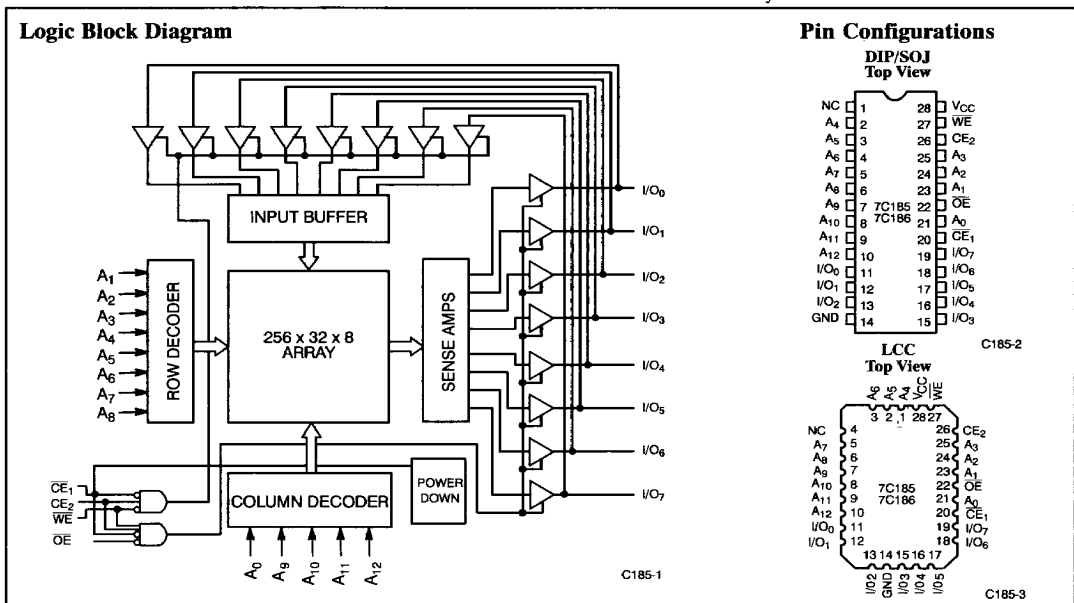 Logic Block Diagram
INPUT BUFFER
A1
A2
A3
A4
A5
A6
A7
A8
ROW DECODER
256 x 32 x 8
ARRAY
SENSE AMPS
I/O0
I/O1
I/O2
I/O3
I/O4
I/O5
I/O6
I/O7
CE1
CE2
WE
OE
COLUMN DECODER
POWER
DOWN
A0
A9
A10
A11
A12
C185-1
Pin Configurations
DIP/SOJ
Top View
NC 1 28 VCC
A4 2 27 WE
A5 3 26 CE2
A6 4 25 A3
A7 5 24 A2
A8 6 23 A1
A9 7 7C185 22 OE
A10 8 7C186 21 A0
A11 9 20 CE1
A12 10 19 I/O7
I/O0 11 18 I/O6
I/O1 12 17 I/O5
I/O2 13 16 I/O4
GND 14 15 I/O3
C185-2
LCC
Top View
A6 A5 A4 VCC WE
3 2 1 28 27
NC 4 26 CE2
A7 5 25 A3
A8 6 24 A2
A9 7 23 A1
A10 8 7C185 22 OE
A11 9 7C186 21 A0
A12 10 20 CE1
I/O0 11 19 I/O7
I/O1 12 18 I/O6
13 14 15 16 17
I/O2 GND I/O3 I/O4 I/O5
C185-3